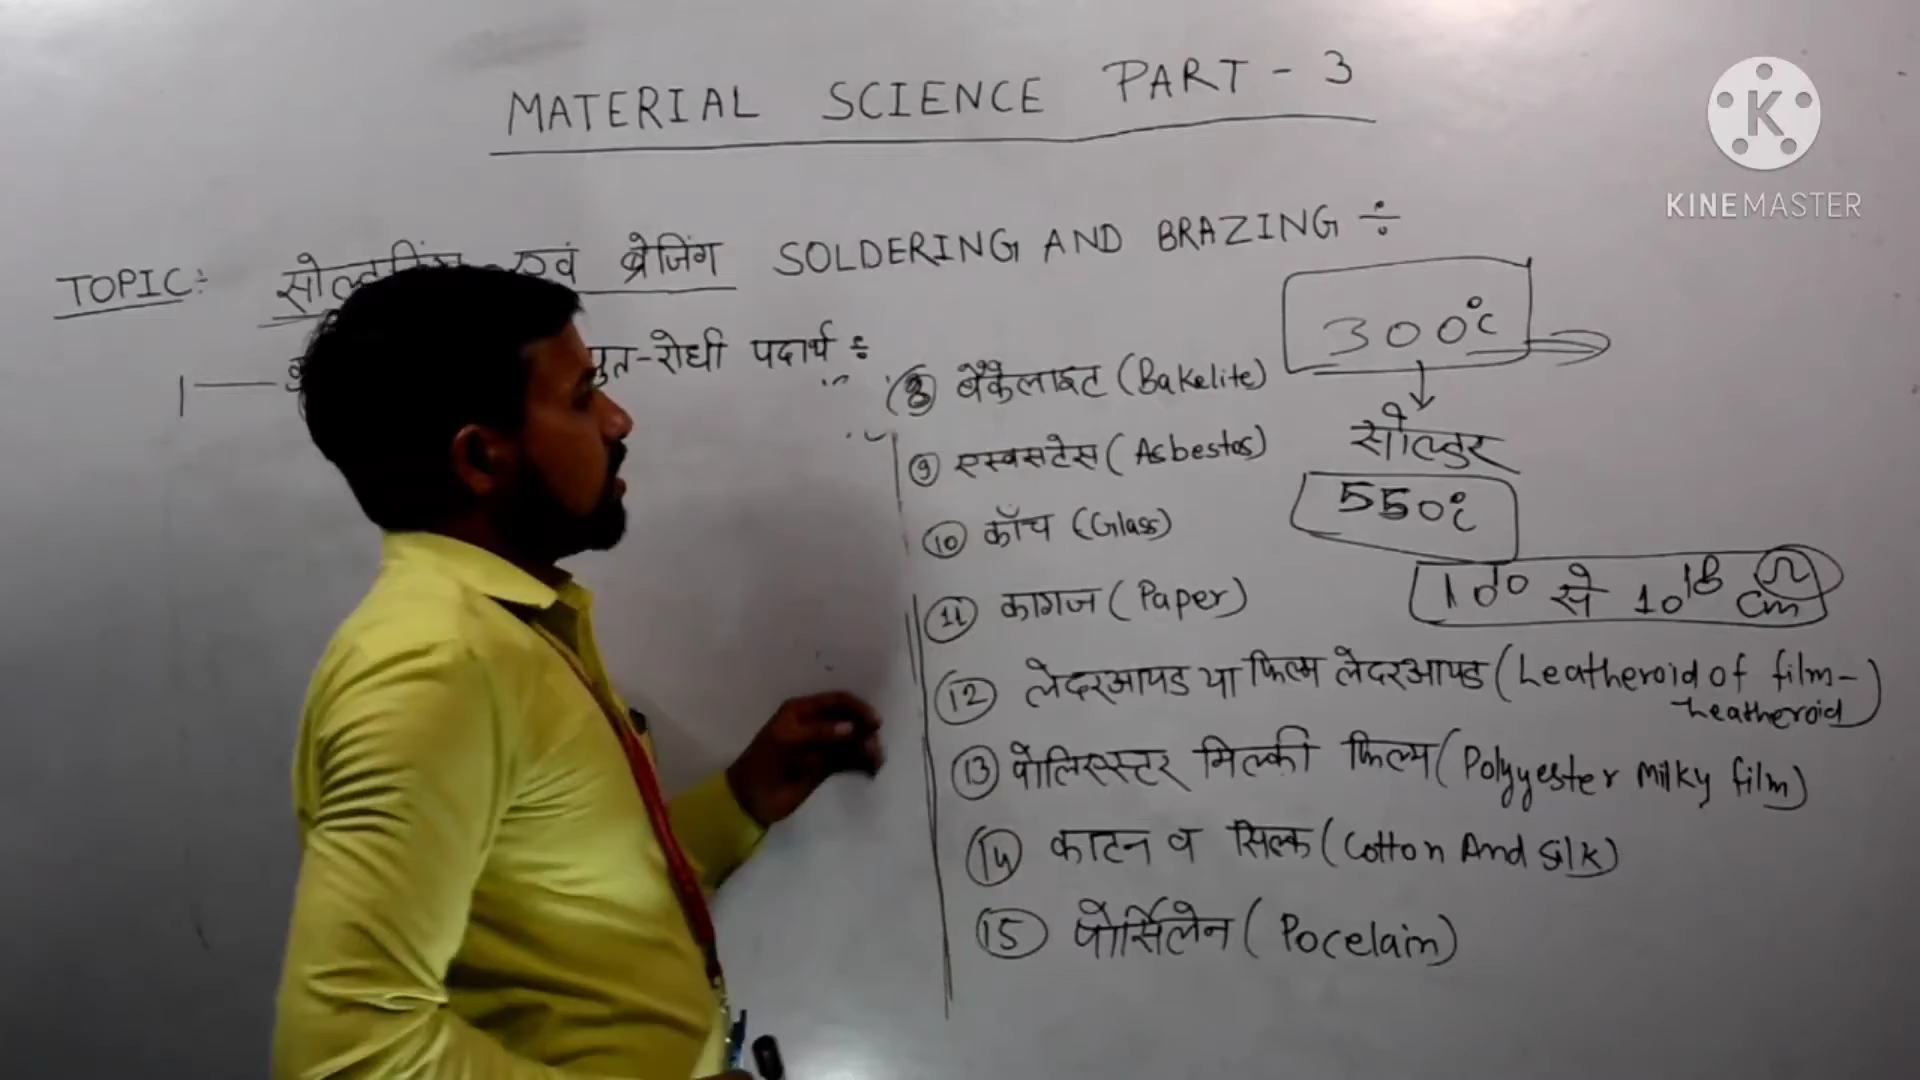 MATERIAL SCIENCE PART - 3
K
KINEMASTER
TOPIC: एवं ब्रेजिंग SOLDERING AND BRAZING ÷
-रोधी पदार्थ ÷
300°C
(8) बैकेलाइट (Bakelite)
सोल्डर
(9) एस्बसटेस (Asbestos)
550°C
(10) काँच (Glass)
(11) कागज (Paper)
से 10¹⁸ Ω cm
(12) लेदरआयड या फिल्म लेदरआयड (Leatheroid of film-
Leatheroid)
(13) पोलिएस्टर मिल्की फिल्म (Polyyester Milky film)
(14) काटन व सिल्क (Cotton And Silk)
(15) पोर्सिलेन (Pocelain)